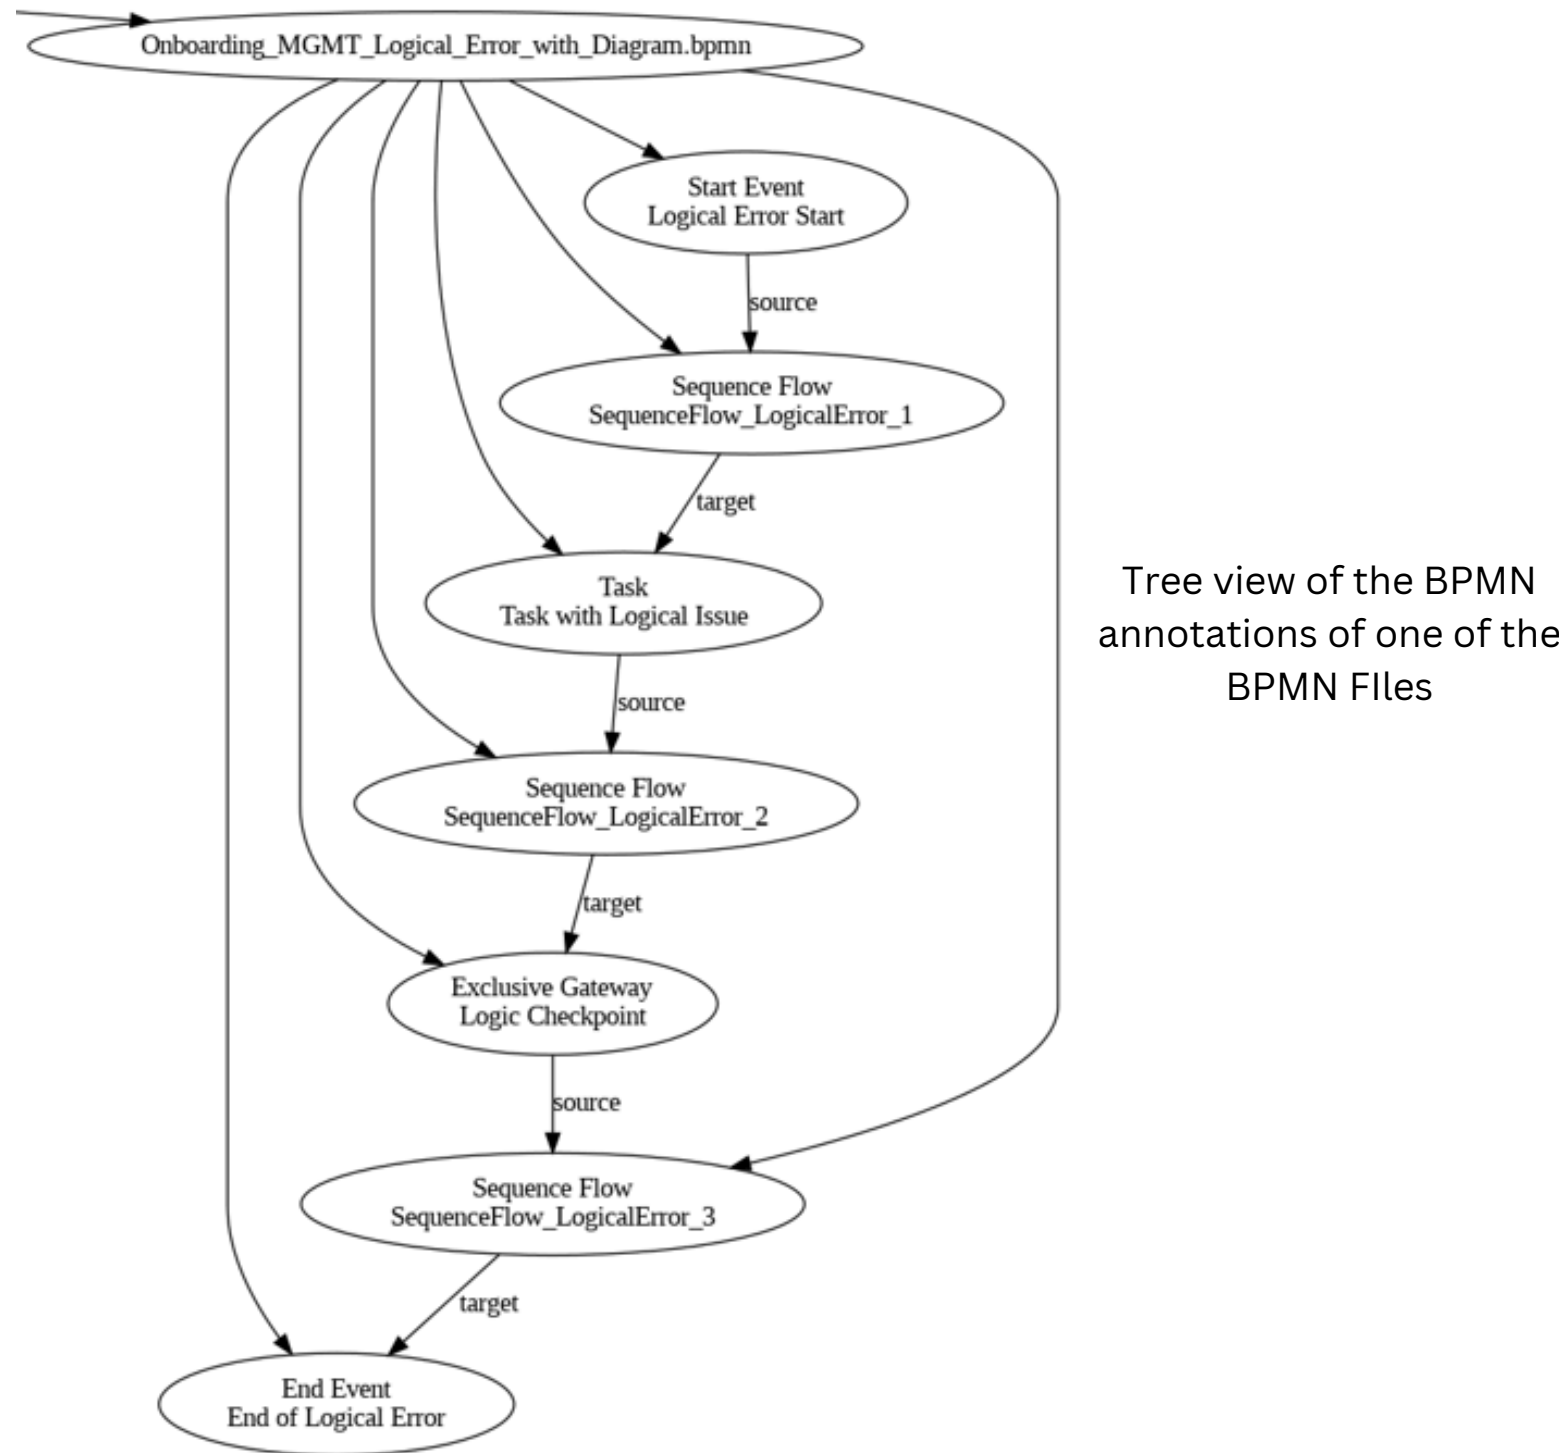 Onboarding_MGMT_Logical_Error_with_Diagram.bpmn
Start Event
Logical Error Start
source
Sequence Flow
SequenceFlow_LogicalError_1
target
Task
Task with Logical Issue
source
Sequence Flow
SequenceFlow_LogicalError_2
target
Exclusive Gateway
Logic Checkpoint
source
Sequence Flow
SequenceFlow_LogicalError_3
target
End Event
End of Logical Error
Tree view of the BPMN
annotations of one of the
BPMN FIles